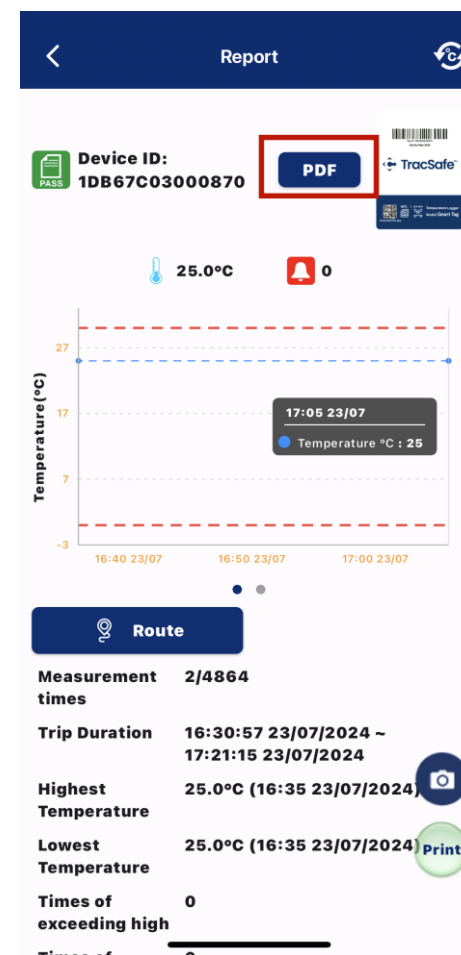 Report
Device ID:
1DB67C03000870
PASS
PDF
TracSafe
25.0°C
0
Temperature(°C)
27
17
7
-3
17:05 23/07
Temperature °C : 25
16:40 23/07
16:50 23/07
17:00 23/07
Route
Measurement times
2/4864
Trip Duration
16:30:57 23/07/2024 ~
17:21:15 23/07/2024
Highest
Temperature
25.0°C (16:35 23/07/2024)
Lowest
Temperature
25.0°C (16:35 23/07/2024)
Print
Times of
exceeding high
0